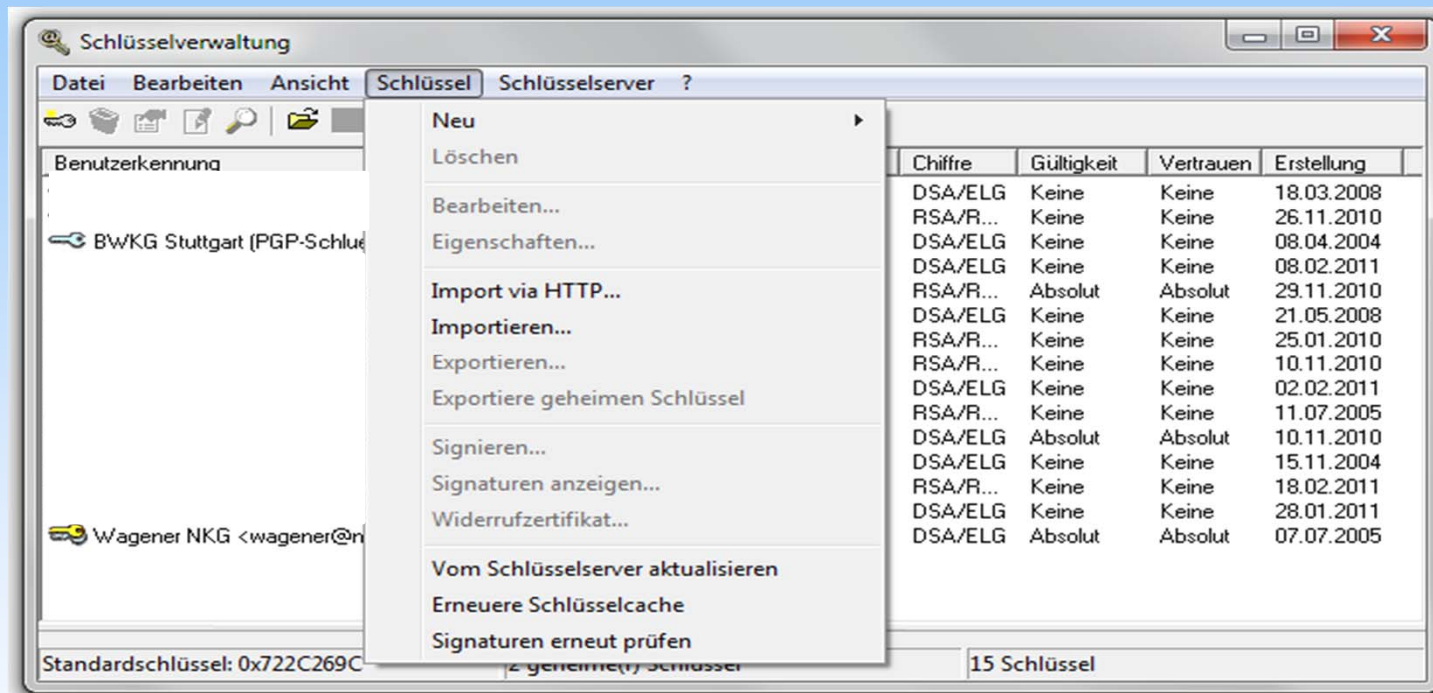 Schlüsselverwaltung
Datei Bearbeiten Ansicht Schlüssel Schlüsselserver ?
Neu
Löschen
Bearbeiten...
Eigenschaften...
Import via HTTP...
Importieren...
Exportieren...
Exportiere geheimen Schlüssel
Signieren...
Signaturen anzeigen...
Widerrufzertifikat...
Vom Schlüsselserver aktualisieren
Erneuere Schlüsselcache
Signaturen erneut prüfen
Benutzerkennung Chiffre Gültigkeit Vertrauen Erstellung
DSA/ELG Keine Keine 18.03.2008
RSA/R... Keine Keine 26.11.2010
BWKG Stuttgart (PGP-Schlue DSA/ELG Keine Keine 08.04.2004
DSA/ELG Keine Keine 08.02.2011
RSA/R... Absolut Absolut 29.11.2010
DSA/ELG Keine Keine 21.05.2008
RSA/R... Keine Keine 25.01.2010
RSA/R... Keine Keine 10.11.2010
DSA/ELG Keine Keine 02.02.2011
RSA/R... Keine Keine 11.07.2005
DSA/ELG Absolut Absolut 10.11.2010
DSA/ELG Keine Keine 15.11.2004
RSA/R... Keine Keine 18.02.2011
DSA/ELG Keine Keine 28.01.2011
Wagener NKG <wagener@n DSA/ELG Absolut Absolut 07.07.2005
Standardschlüssel: 0x722C269C 2 geheime(r) Schlüssel 15 Schlüssel